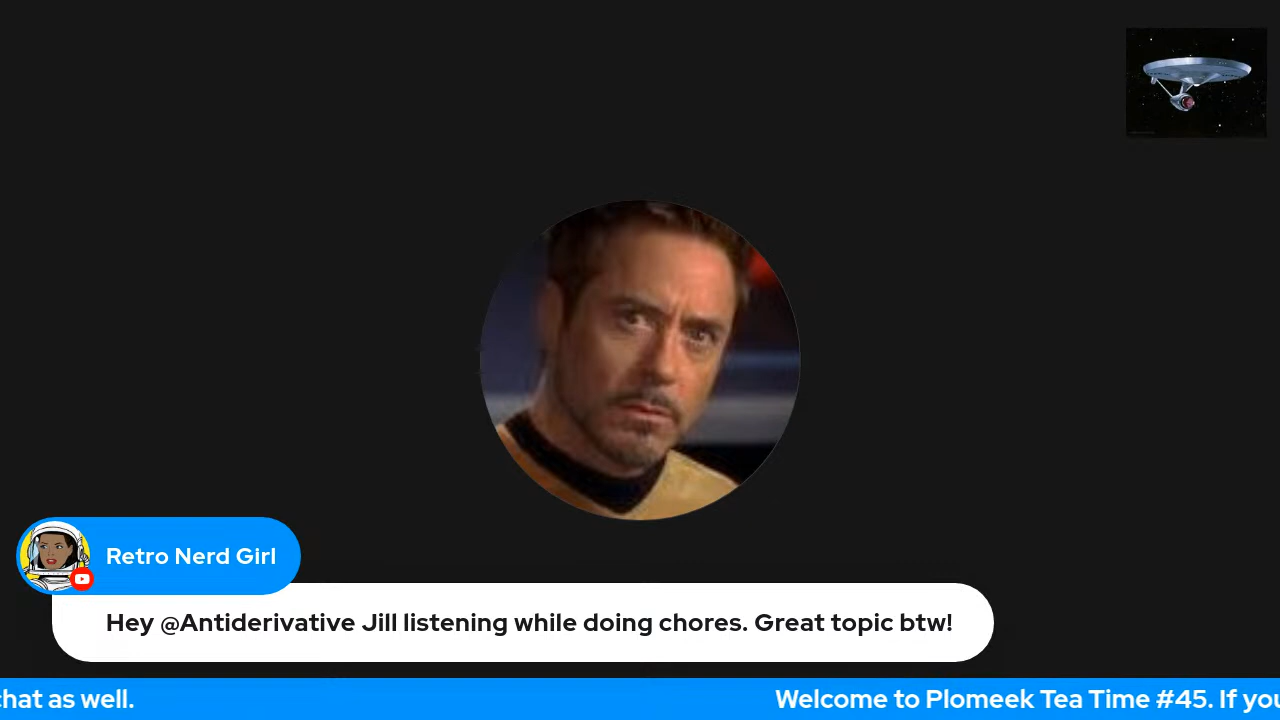 Retro Nerd Girl
Hey @Antiderivative Jill listening while doing chores. Great topic btw!
chat as well. Welcome to Plomeek Tea Time #45. If you